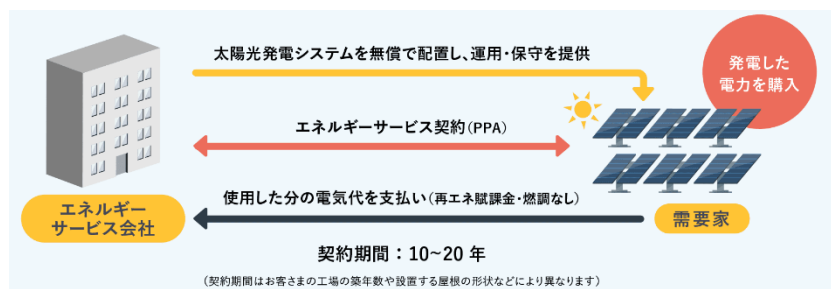 太陽光発電システムを無償で配置し、運用・保守を提供
発電した
電力を購入
エネルギーサービス契約（PPA）
エネルギー
サービス会社
使用した分の電気代を支払い（再エネ賦課金・燃調なし）
需要家
契約期間：10~20 年
（契約期間はお客さまの工場の築年数や設置する屋根の形状などにより異なります）